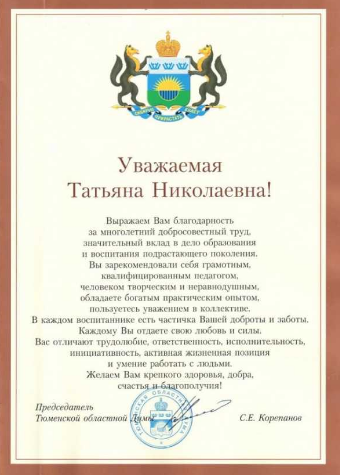 Уважаемая
Татьяна Николаевна!
Выражаем Вам благодарность
за многолетний добросовестный труд,
значительный вклад в дело образования
и воспитания подрастающего поколения.
Вы зарекомендовали себя грамотным,
квалифицированным педагогом,
человеком творческим и неравнодушным,
обладаете богатым практическим опытом,
пользуетесь уважением в коллективе.
В каждом воспитаннике есть частичка Вашей доброты и заботы.
Каждому Вы отдаете свою любовь и силы.
Вас отличают трудолюбие, ответственность, исполнительность,
инициативность, активная жизненная позиция
и умение работать с людьми.
Желаем Вам крепкого здоровья, добра,
счастья и благополучия!
Председатель
Тюменской областной Думы С.Е. Корепанов